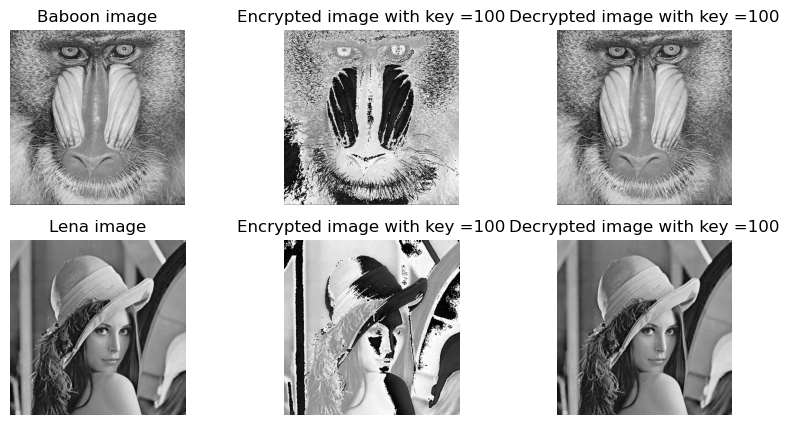 Baboon image
Encrypted image with key =100
Decrypted image with key =100
Lena image
Encrypted image with key =100
Decrypted image with key =100